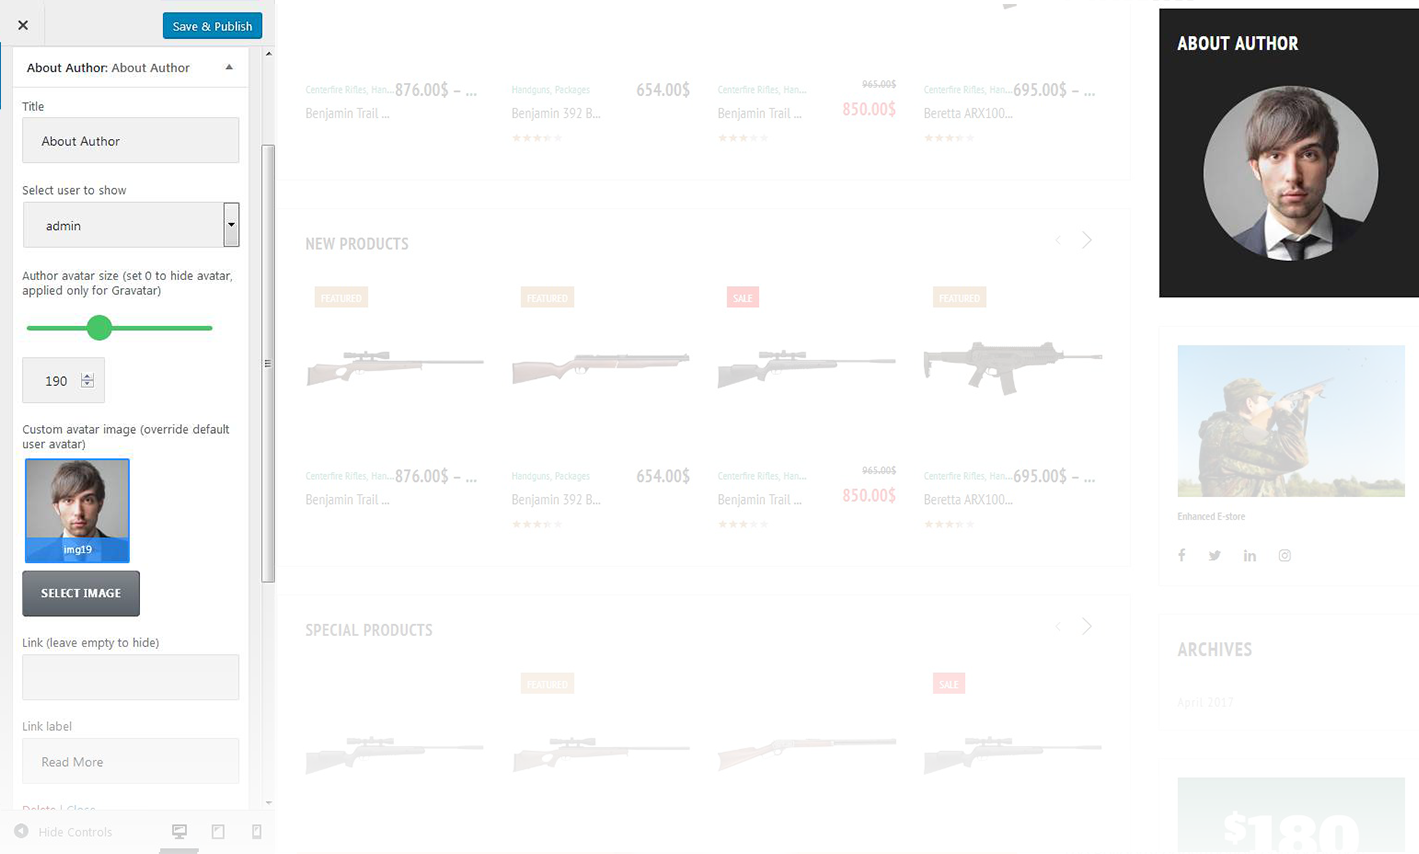 Save & Publish
About Author: About Author
Title
About Author
Select user to show
admin
Author avatar size (set 0 to hide avatar,
applied only for Gravatar)
190
Custom avatar image (override default
user avatar)
img19
SELECT IMAGE
Link (leave empty to hide)
Link label
Read More
Delete | Close
Hide Controls
Centerfire Rifles, Han... 876.00$ – ...
Benjamin Trail ...
Handguns, Packages 654.00$
Benjamin 392 B...
Centerfire Rifles, Han... 965.00$
850.00$
Benjamin Trail ...
Centerfire Rifles, Han... 695.00$ – ...
Beretta ARX100...
NEW PRODUCTS
FEATURED
FEATURED
SALE
FEATURED
Centerfire Rifles, Han... 876.00$ – ...
Benjamin Trail ...
Handguns, Packages 654.00$
Benjamin 392 B...
Centerfire Rifles, Han... 965.00$
850.00$
Benjamin Trail ...
Centerfire Rifles, Han... 695.00$ – ...
Beretta ARX100...
SPECIAL PRODUCTS
FEATURED
SALE
ABOUT AUTHOR
Enhanced E-store
ARCHIVES
April 2017
$180